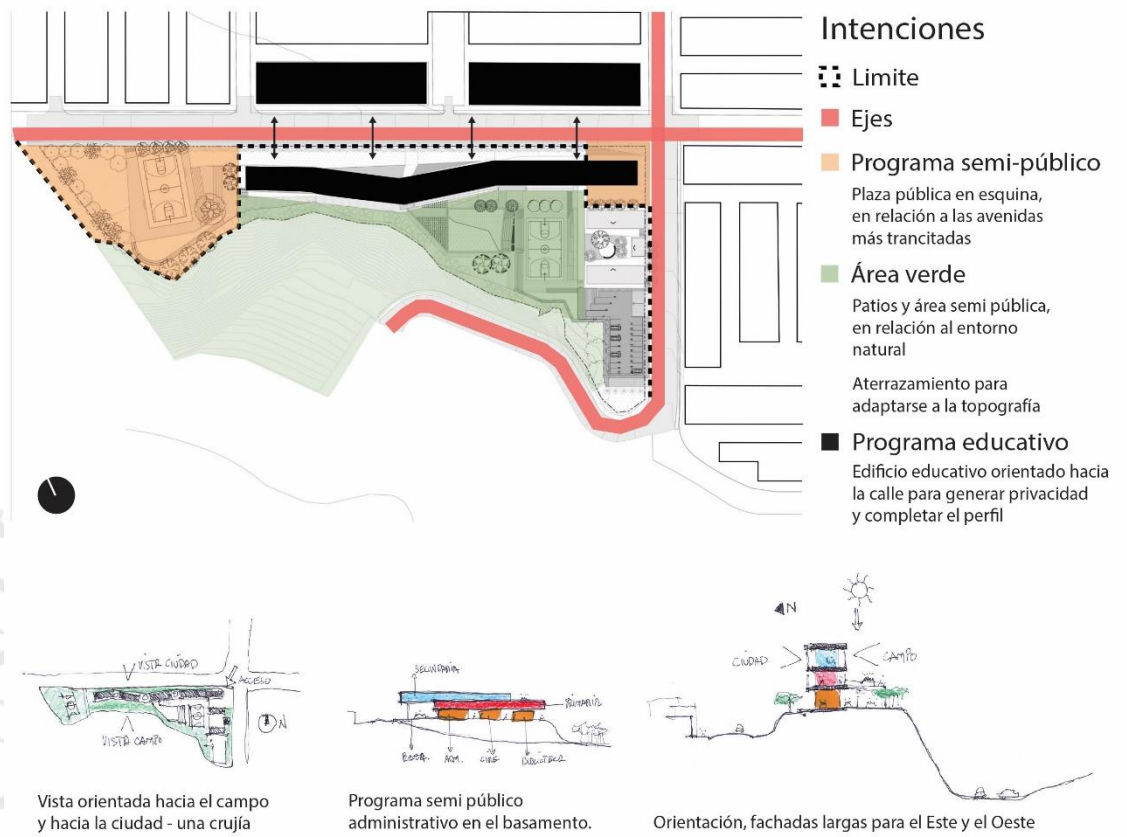 Intenciones
Limite
Ejes
Programa semi-público
Plaza pública en esquina,
en relación a las avenidas
más trancitadas
Área verde
Patios y área semi pública,
en relación al entorno
natural
Aterrazamiento para
adaptarse a la topografía
Programa educativo
Edificio educativo orientado hacia
la calle para generar privacidad
y completar el perfil
VISTA CIUDAD
ACCESO
N
VISTA CAMPO
Vista orientada hacia el campo
y hacia la ciudad - una crujía
SECUNDARIA
PRIMARIA
ADM.
BIBLIOTECA
Programa semi público
administrativo en el basamento.
N
CIUDAD
CAMPO
Orientación, fachadas largas para el Este y el Oeste